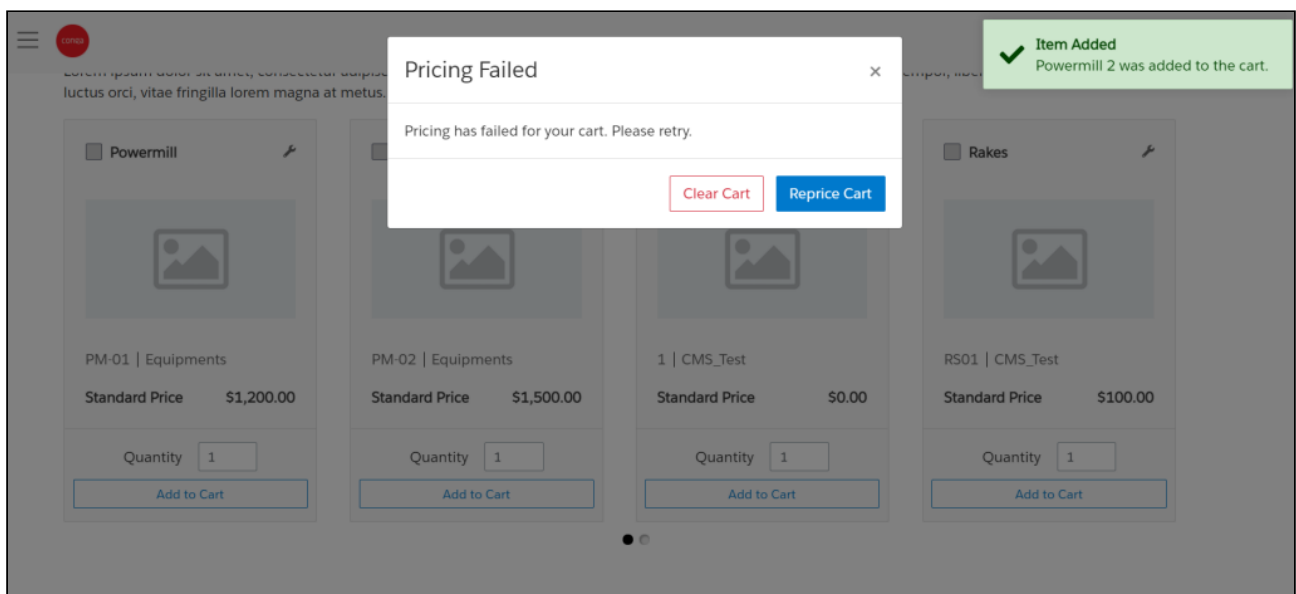 conga
Item Added
Powermill 2 was added to the cart.
Pricing Failed
×
Pricing has failed for your cart. Please retry.
Clear Cart
Reprice Cart
luctus orci, vitae fringilla lorem magna at metus.
Powermill
Rakes
PM-01 | Equipments
PM-02 | Equipments
1 | CMS_Test
RS01 | CMS_Test
Standard Price $1,200.00
Standard Price $1,500.00
Standard Price $0.00
Standard Price $100.00
Quantity 1
Quantity 1
Quantity 1
Quantity 1
Add to Cart
Add to Cart
Add to Cart
Add to Cart